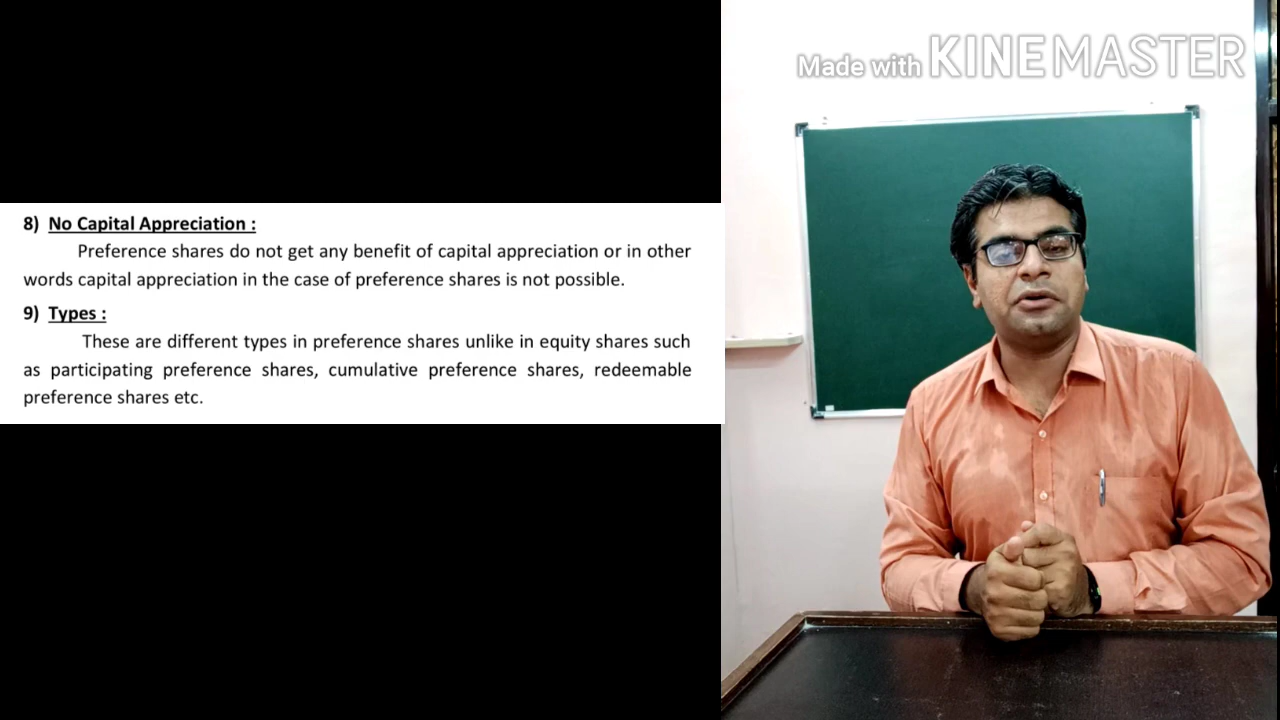 Made with KINEMASTER
8) No Capital Appreciation :
Preference shares do not get any benefit of capital appreciation or in other
words capital appreciation in the case of preference shares is not possible.
9) Types :
These are different types in preference shares unlike in equity shares such
as participating preference shares, cumulative preference shares, redeemable
preference shares etc.